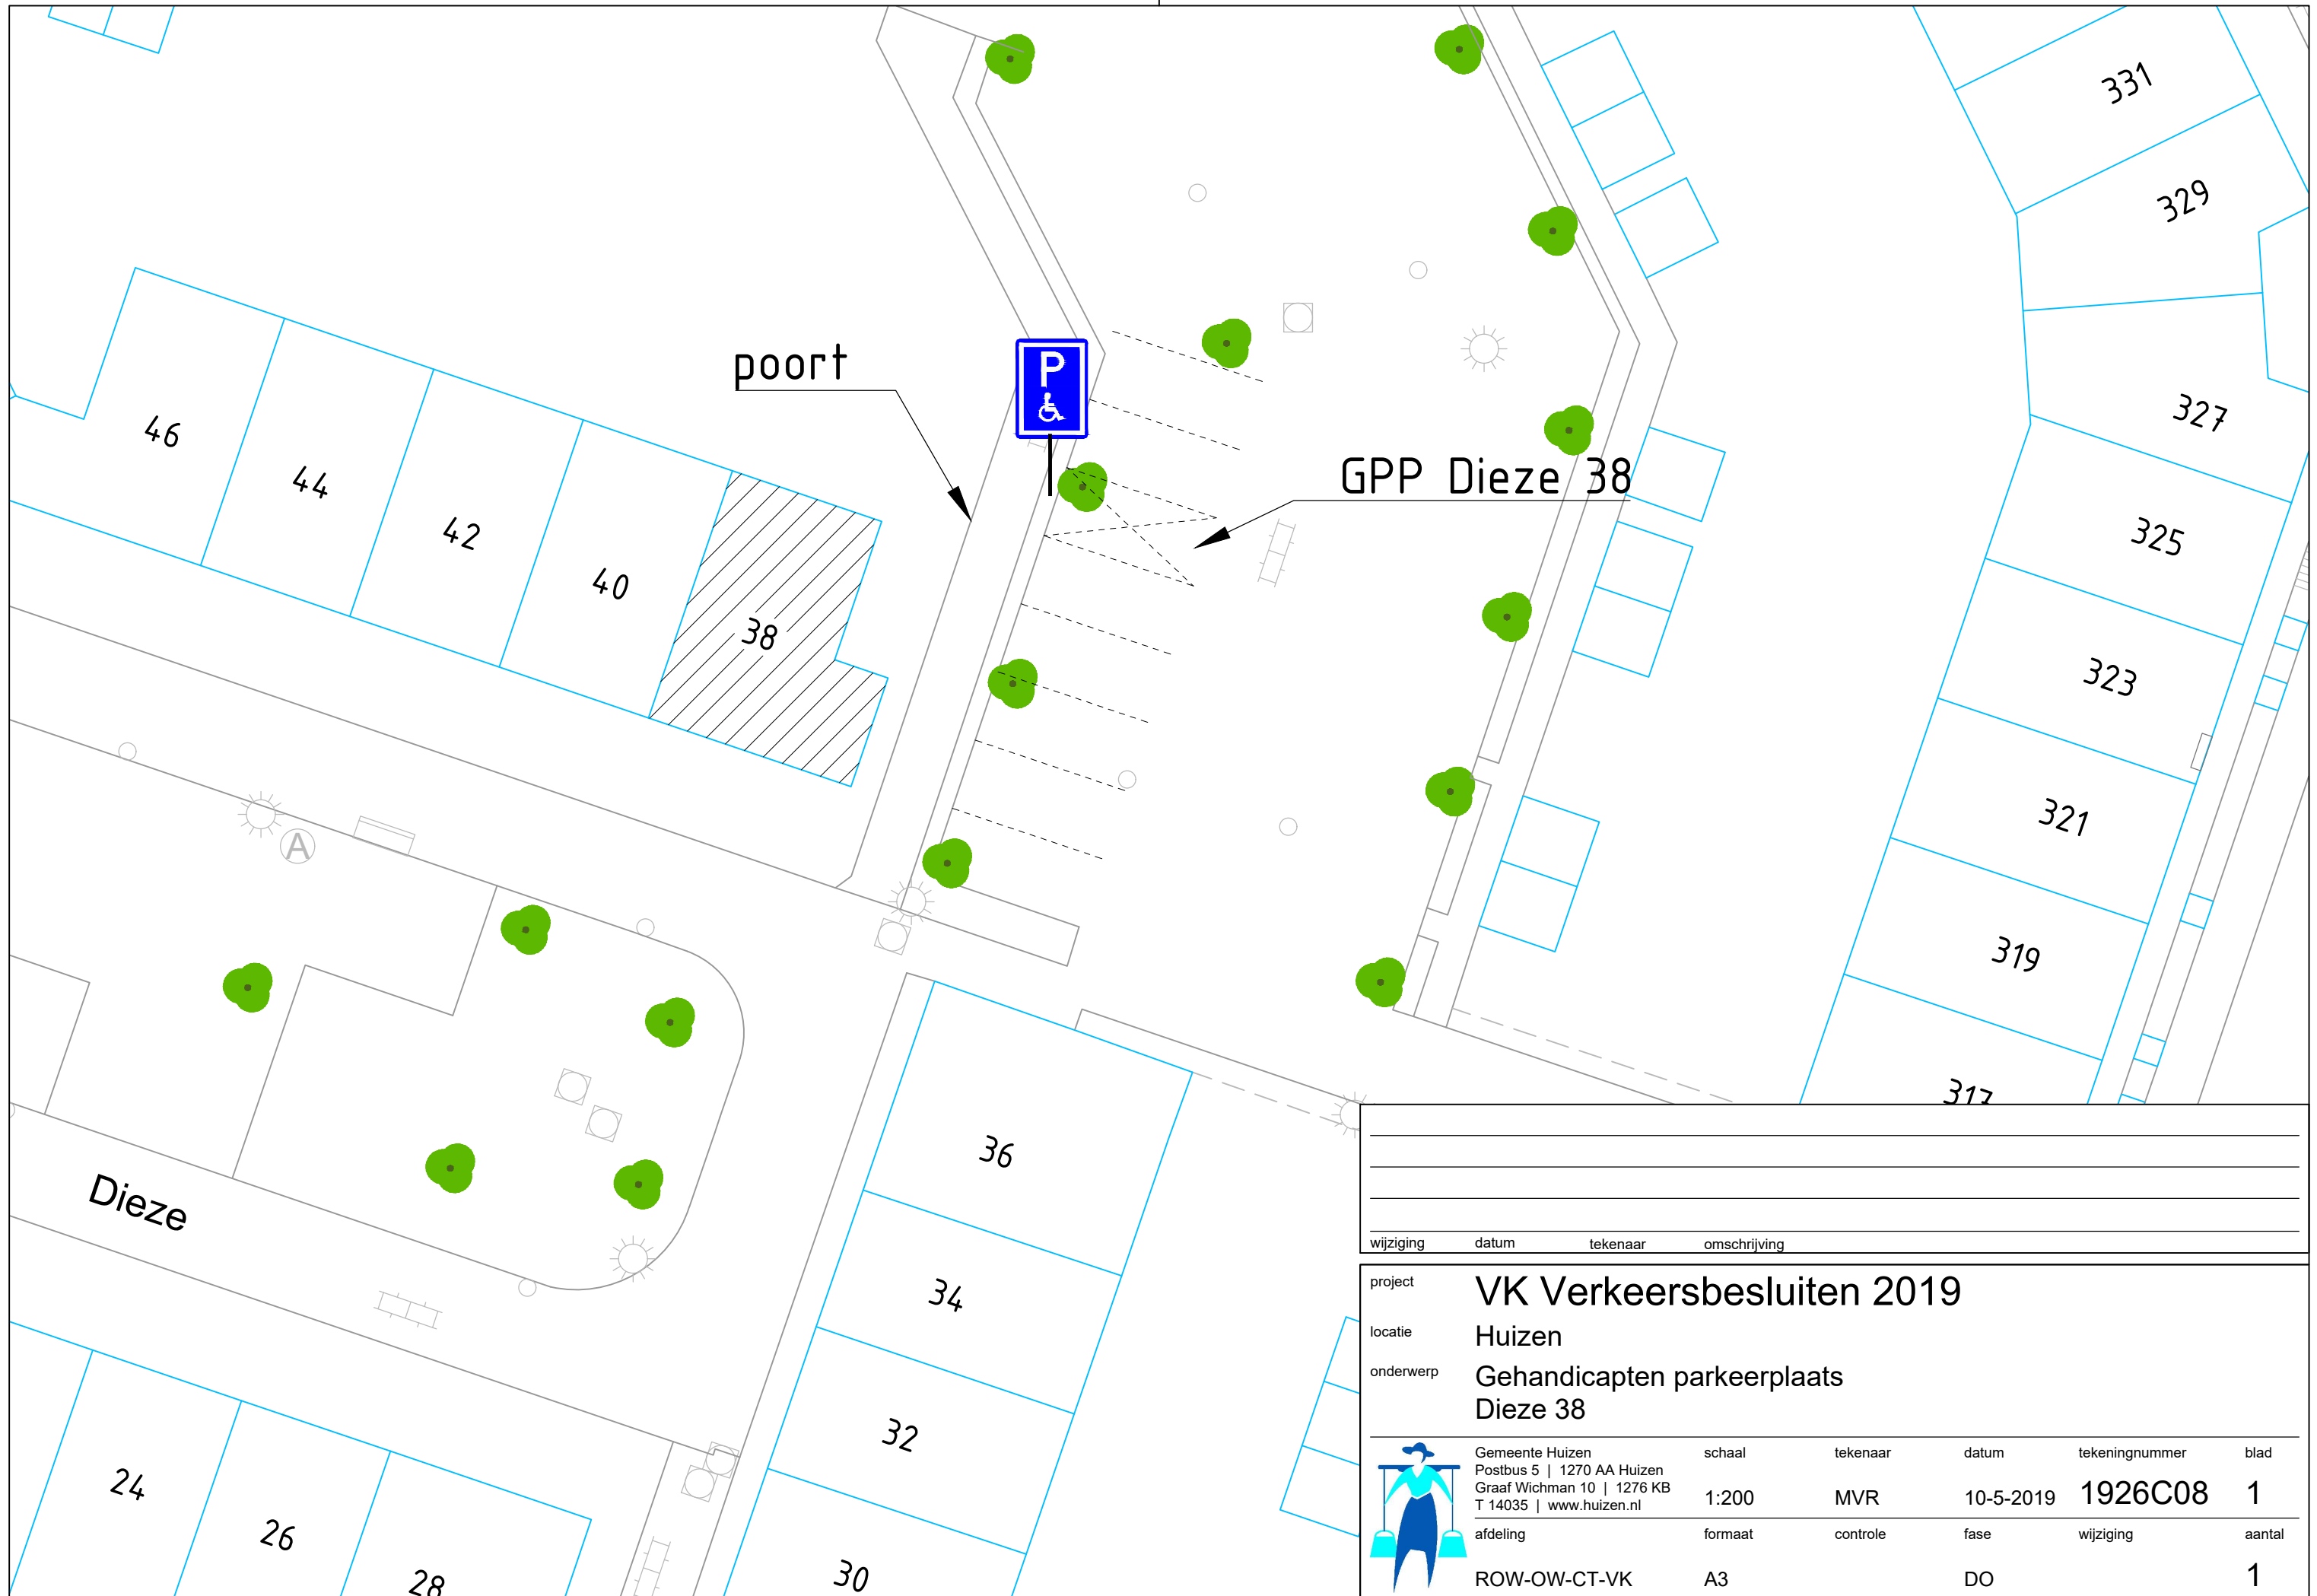 331
329
poort
P
46
327
GPP Dieze 38
44
325
42
40
38
323
321
A
319
317
36
Dieze
34
32
24
26
28
30
wijziging datum tekenaar omschrijving
project VK Verkeersbesluiten 2019
locatie Huizen
onderwerp Gehandicapten parkeerplaats
Dieze 38
Gemeente Huizen schaal tekenaar datum tekeningnummer blad
Postbus 5 | 1270 AA Huizen
Graaf Wichman 10 | 1276 KB
T 14035 | www.huizen.nl 1:200 MVR 10-5-2019 1926C08 1
afdeling formaat controle fase wijziging aantal
ROW-OW-CT-VK A3 DO 1